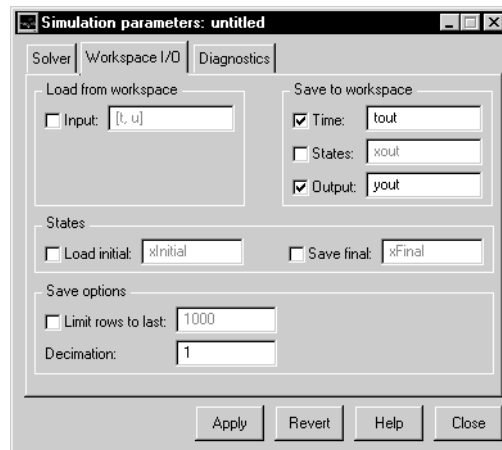 Simulation parameters: untitled
Solver Workspace I/O Diagnostics
Load from workspace
Input: [t, u]
Save to workspace
Time: tout
States: xout
Output: yout
States
Load initial: xInitial
Save final: xFinal
Save options
Limit rows to last: 1000
Decimation: 1
Apply Revert Help Close